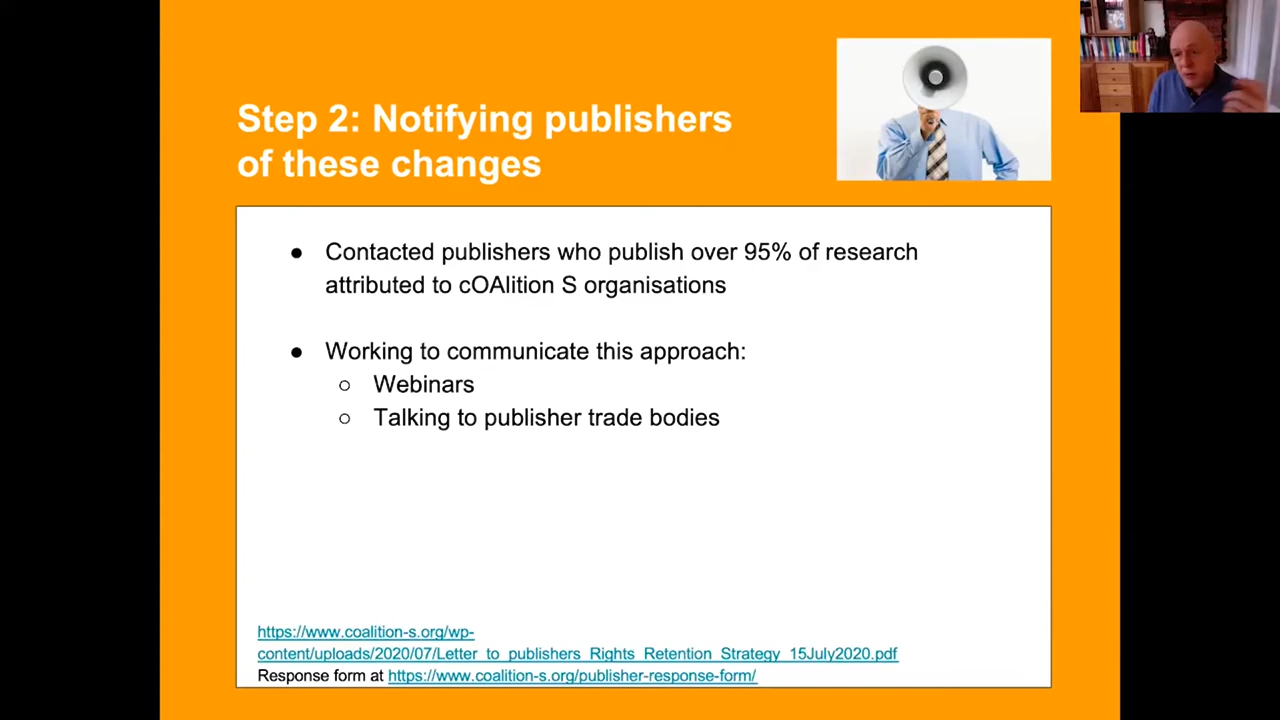 Step 2: Notifying publishers
of these changes
● Contacted publishers who publish over 95% of research
attributed to cOAlition S organisations
● Working to communicate this approach:
○ Webinars
○ Talking to publisher trade bodies
https://www.coalition-s.org/wp-
content/uploads/2020/07/Letter_to_publishers_Rights_Retention_Strategy_15July2020.pdf
Response form at https://www.coalition-s.org/publisher-response-form/